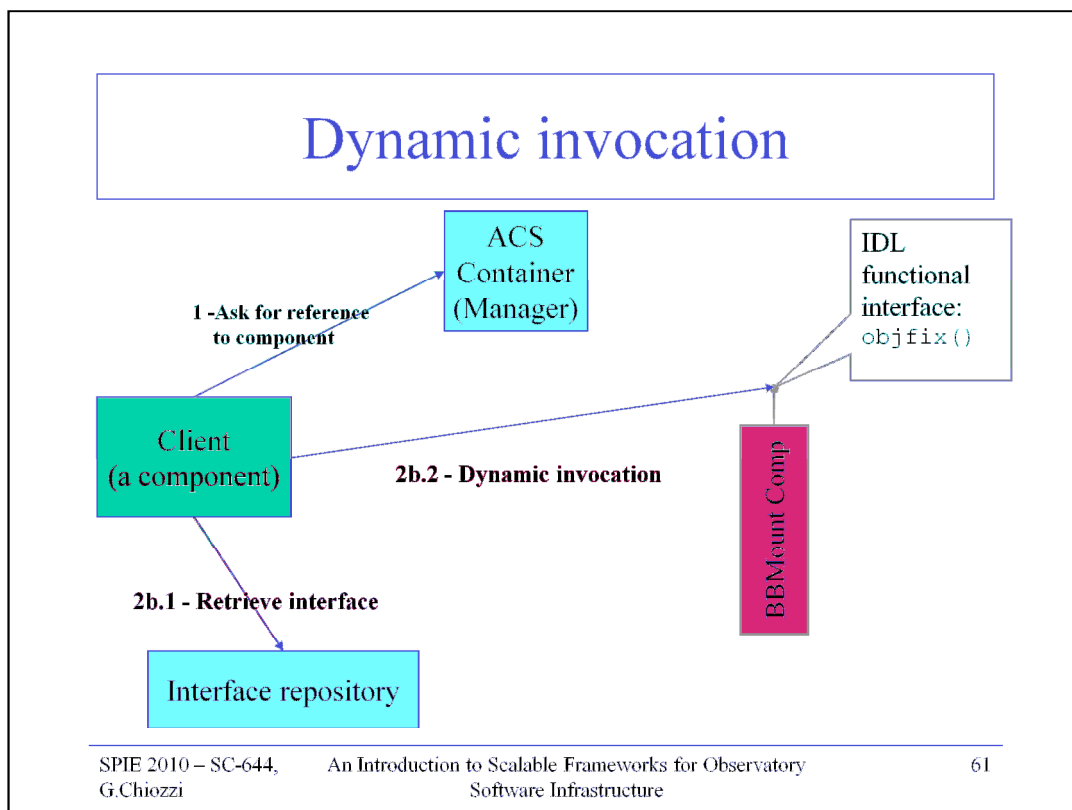 Dynamic invocation
ACS
Container
(Manager)
IDL
functional
interface:
objfix()
1 -Ask for reference
to component
Client
(a component)
2b.2 - Dynamic invocation
BBMount Comp
2b.1 - Retrieve interface
Interface repository
SPIE 2010 – SC-644,
G.Chiozzi
An Introduction to Scalable Frameworks for Observatory
Software Infrastructure
61